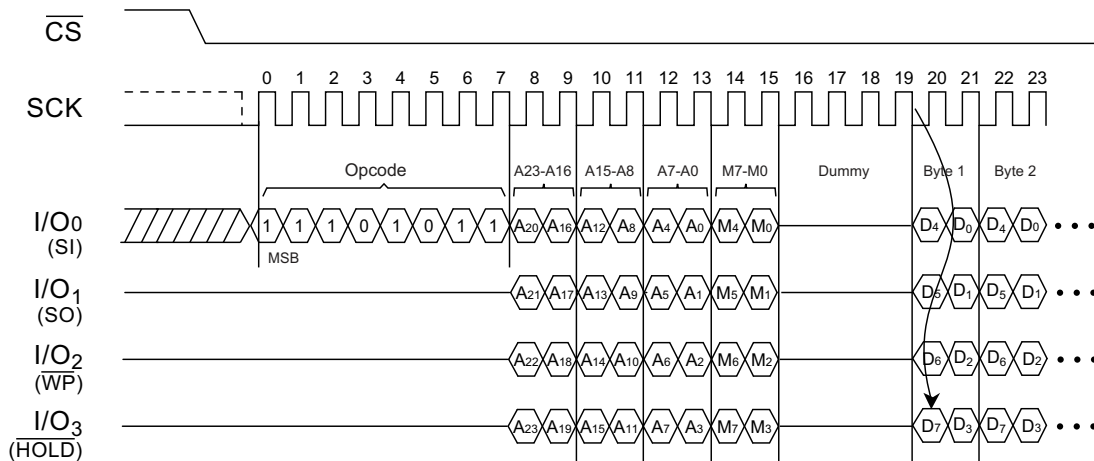 CS
0 1 2 3 4 5 6 7 8 9 10 11 12 13 14 15 16 17 18 19 20 21 22 23
SCK
Opcode A23-A16 A15-A8 A7-A0 M7-M0 Dummy Byte 1 Byte 2
I/O0 1 1 1 0 1 0 1 1 A20 A16 A12 A8 A4 A0 M4 M0 D4 D0 D4 D0 • • •
(SI)
MSB
I/O1 A21 A17 A13 A9 A5 A1 M5 M1 D5 D1 D5 D1 • • •
(SO)
I/O2 A22 A18 A14 A10 A6 A2 M6 M2 D6 D2 D6 D2 • • •
(WP)
I/O3 A23 A19 A15 A11 A7 A3 M7 M3 D7 D3 D7 D3 • • •
(HOLD)